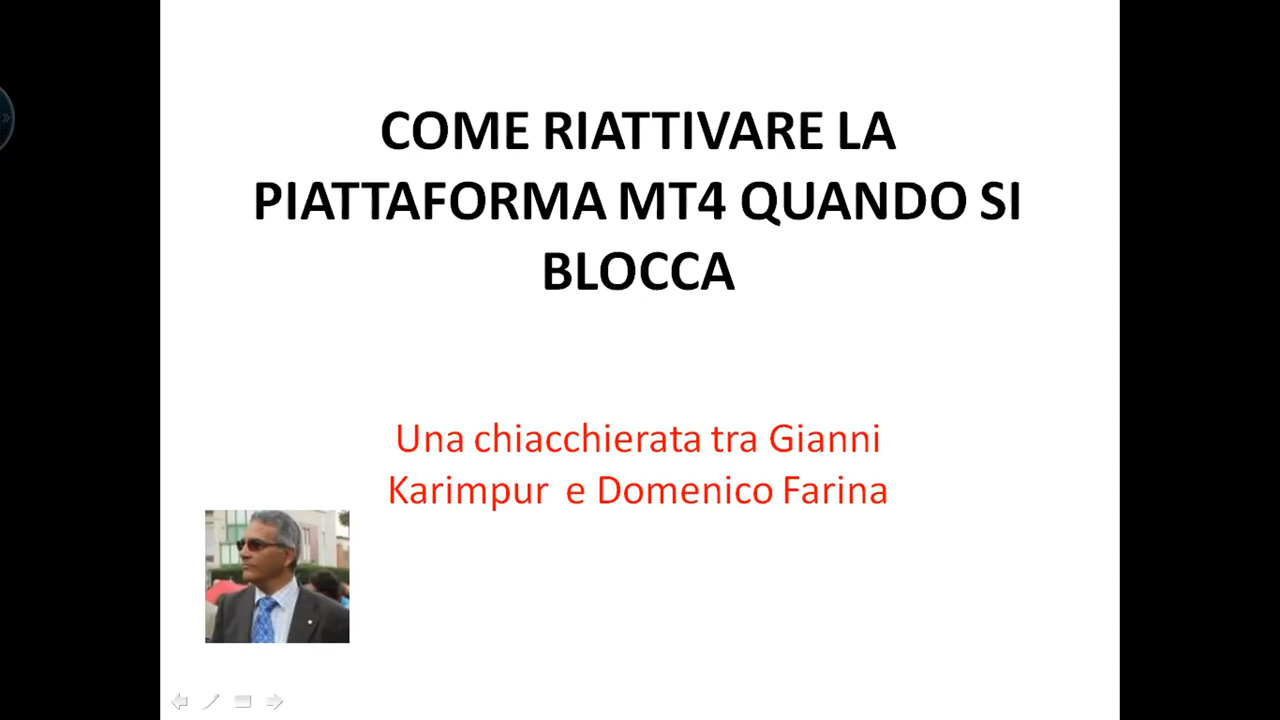 COME RIATTIVARE LA
PIATTAFORMA MT4 QUANDO SI
BLOCCA
Una chiacchierata tra Gianni
Karimpur e Domenico Farina